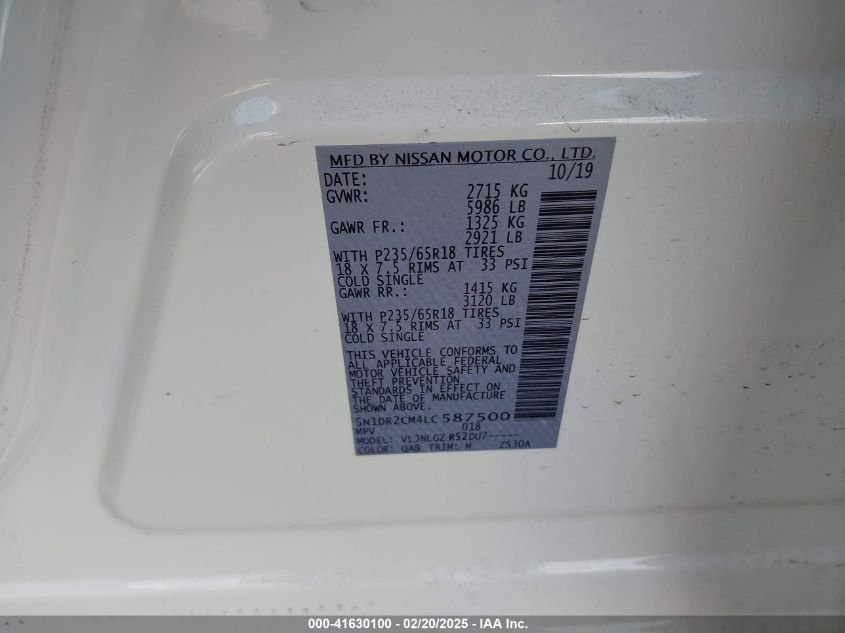 MFD BY NISSAN MOTOR CO., LTD.
DATE: 10/19
GVWR: 2715 KG
5986 LB
GAWR FR.: 1325 KG
2921 LB
WITH P235/65R18 TIRES
18 X 7.5 RIMS AT 33 PSI
COLD SINGLE
GAWR RR.: 1415 KG
3120 LB
WITH P235/65R18 TIRES
18 X 7.5 RIMS AT 33 PSI
COLD SINGLE
THIS VEHICLE CONFORMS TO
ALL APPLICABLE FEDERAL
MOTOR VEHICLE SAFETY AND
THEFT PREVENTION
STANDARDS IN EFFECT ON
THE DATE OF MANUFACTURE
SHOWN ABOVE.
5N1DR2CM4LC587500
MPV 018
MODEL: VLJNLGZ R52DU7-----
COLOR: QAB TRIM: M ZS30A
000-41630100 - 02/20/2025 - IAA Inc.